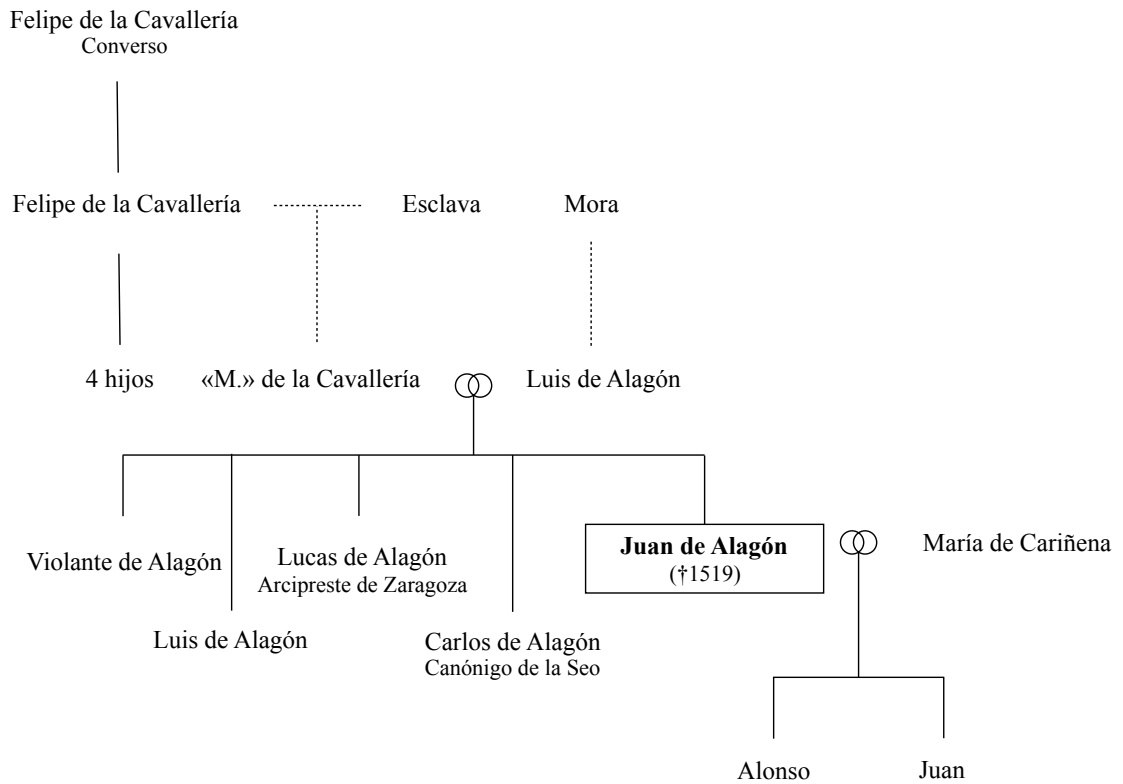 Felipe de la Cavallería
Converso
Felipe de la Cavallería
Esclava
Mora
4 hijos
«M.» de la Cavallería
Luis de Alagón
Violante de Alagón
Lucas de Alagón
Arcipreste de Zaragoza
Juan de Alagón
(†1519)
María de Cariñena
Luis de Alagón
Carlos de Alagón
Canónigo de la Seo
Alonso
Juan